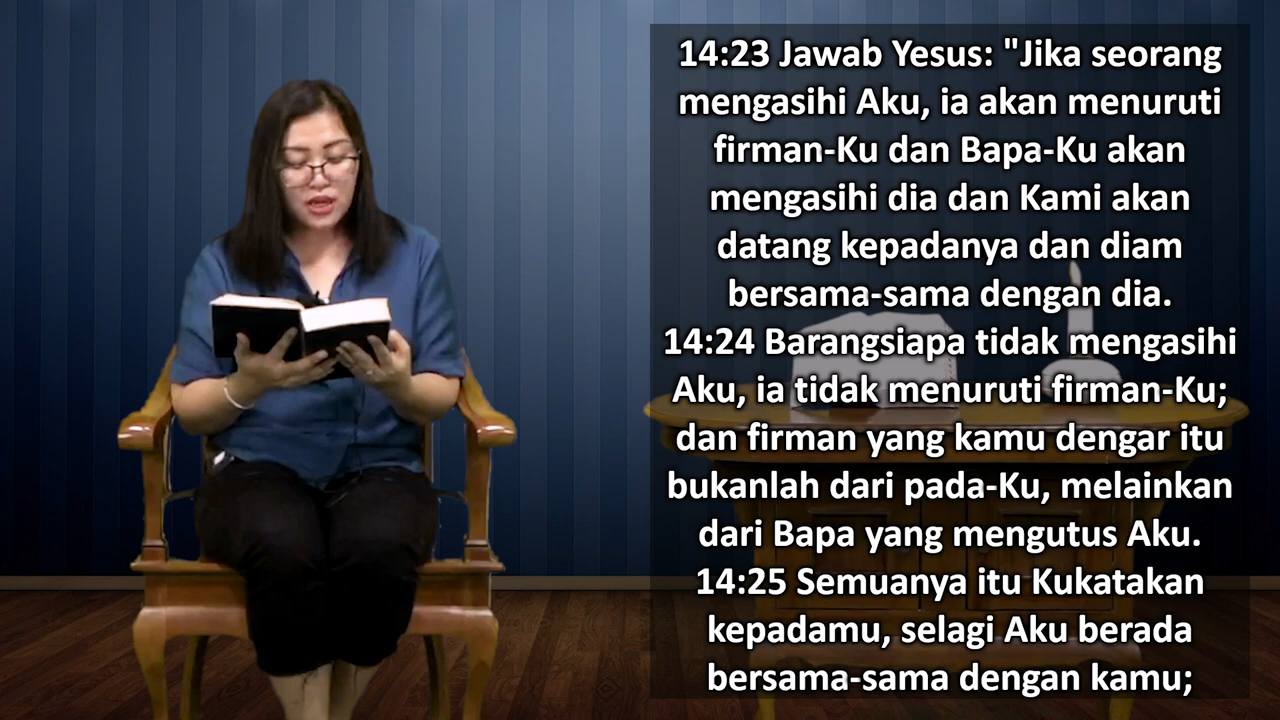 14:23 Jawab Yesus: "Jika seorang
mengasihi Aku, ia akan menuruti
firman-Ku dan Bapa-Ku akan
mengasihi dia dan Kami akan
datang kepadanya dan diam
bersama-sama dengan dia.
14:24 Barangsiapa tidak mengasihi
Aku, ia tidak menuruti firman-Ku;
dan firman yang kamu dengar itu
bukanlah dari pada-Ku, melainkan
dari Bapa yang mengutus Aku.
14:25 Semuanya itu Kukatakan
kepadamu, selagi Aku berada
bersama-sama dengan kamu;